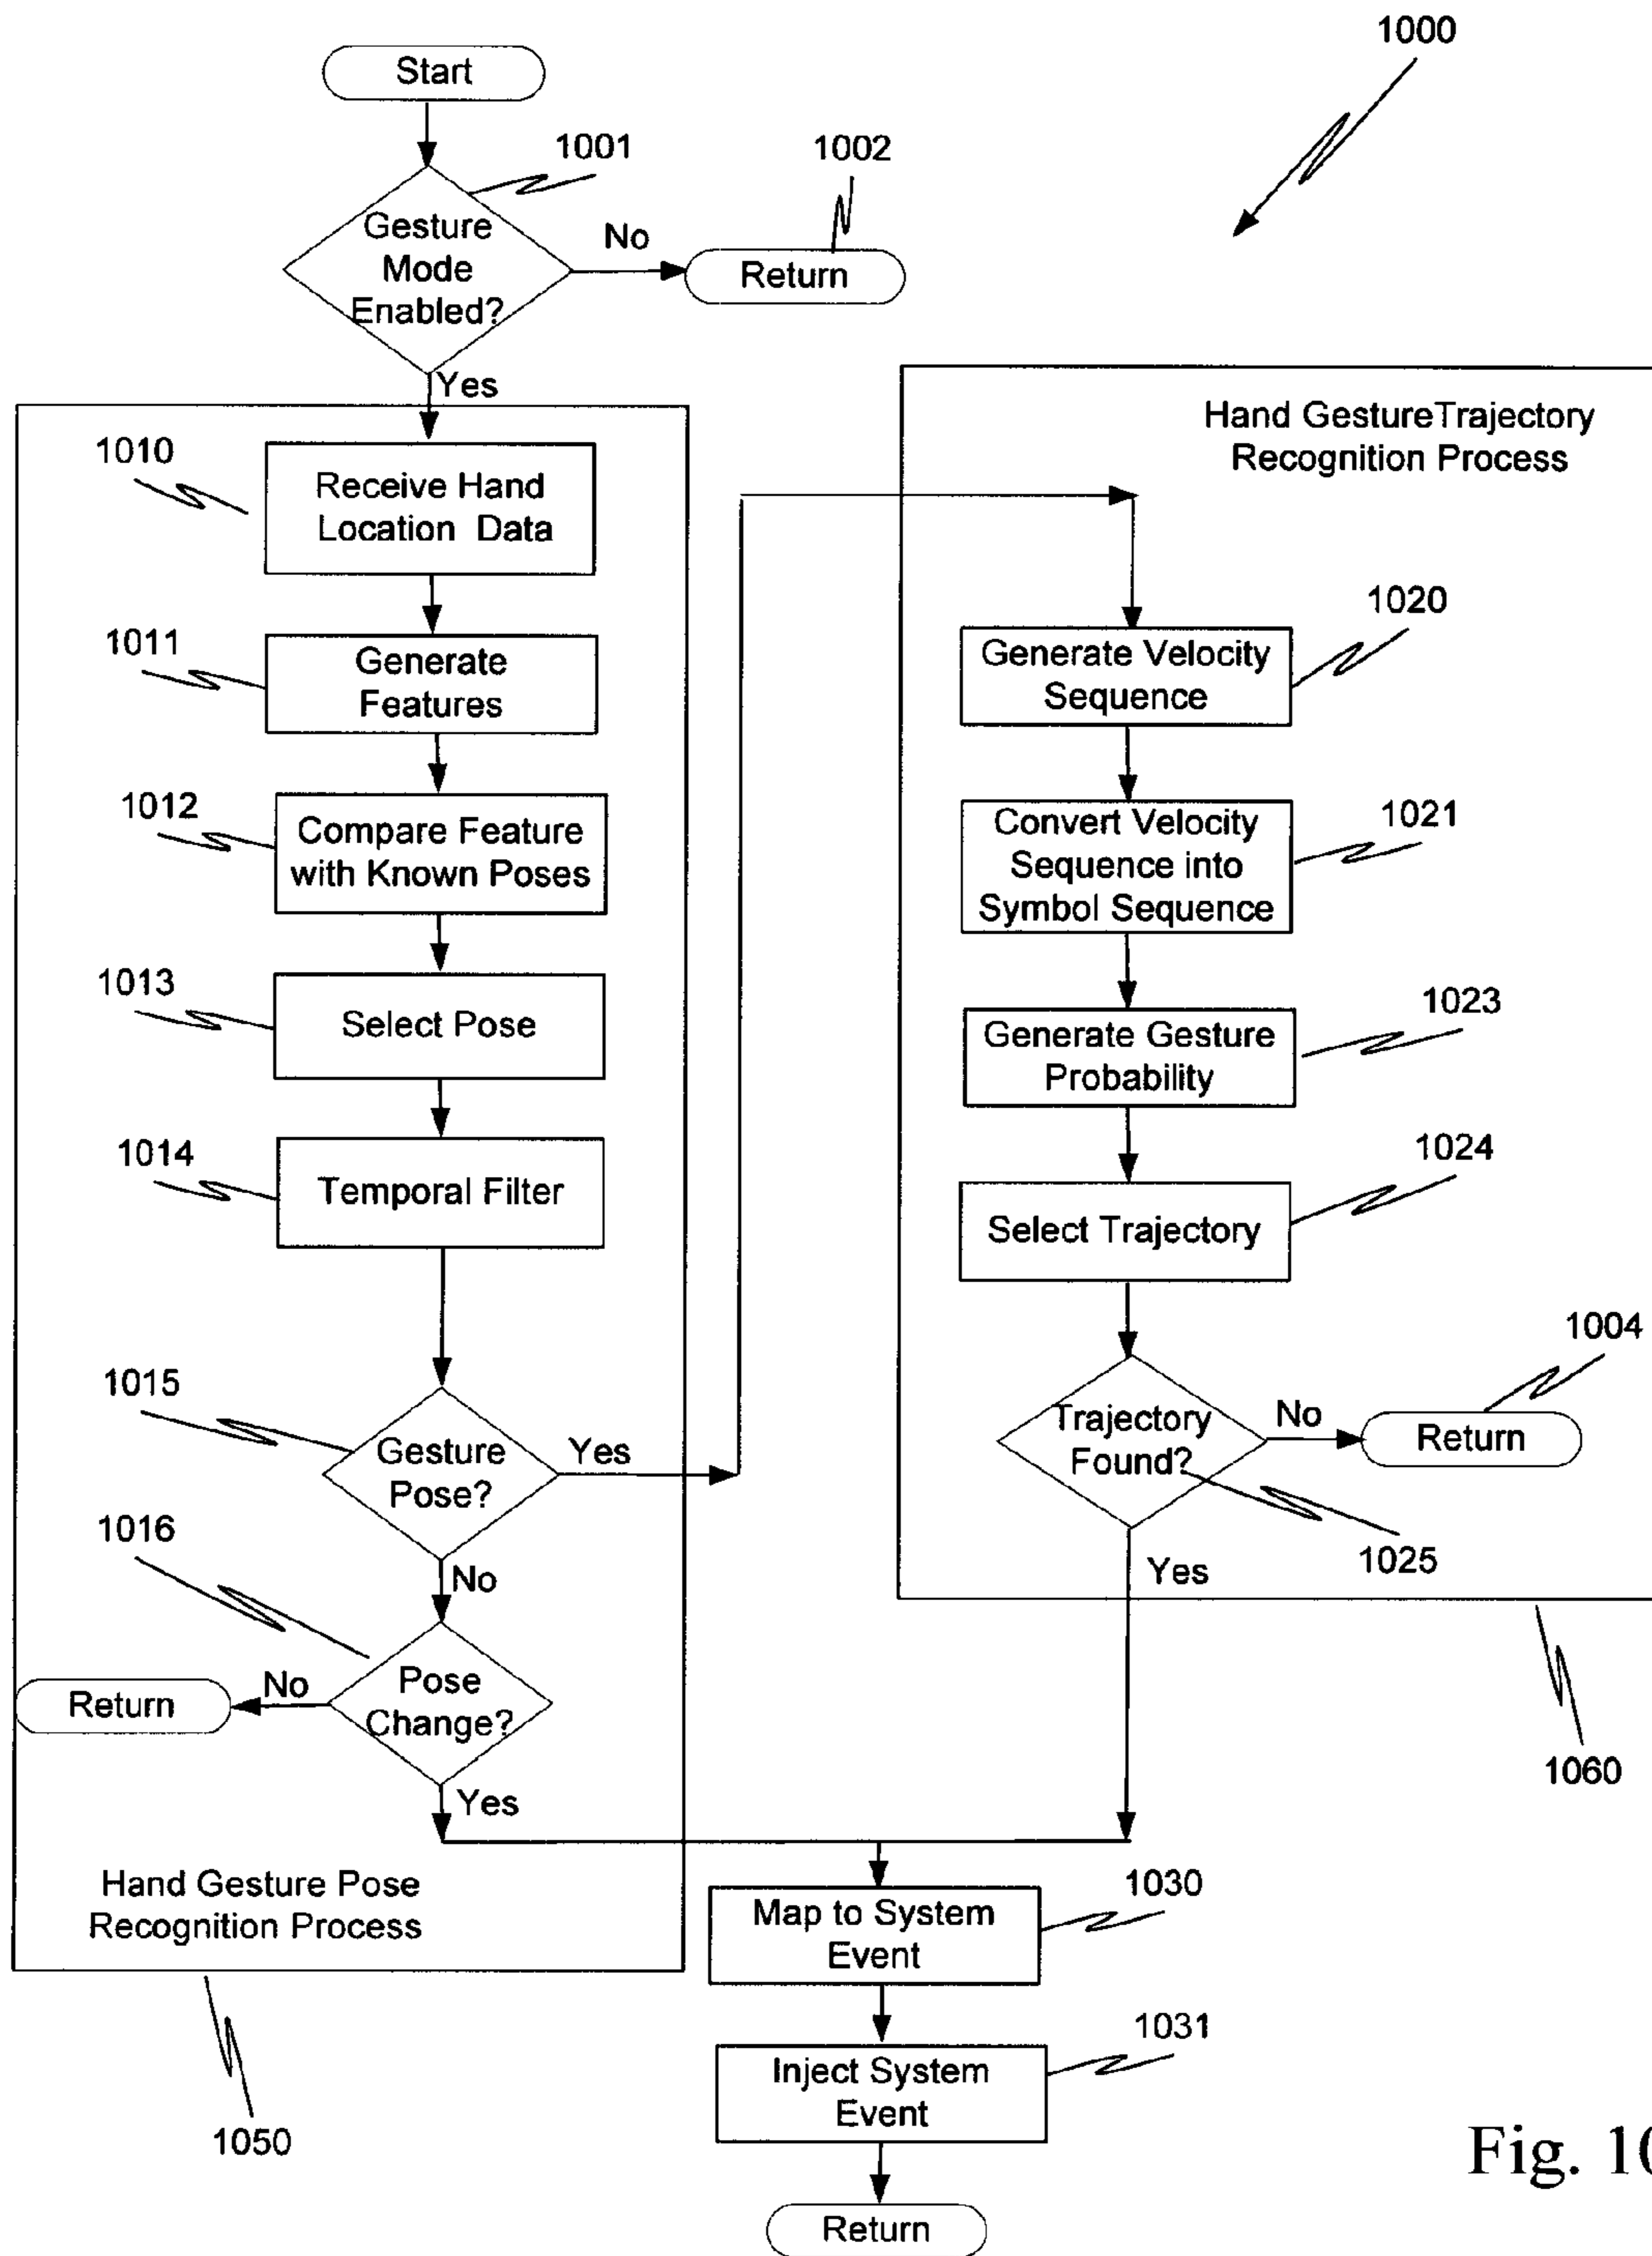 1000
Start
1001
1002
Gesture
Mode
Enabled?
No
Return
Yes
1010
Receive Hand
Location Data
1011
Generate
Features
1012
Compare Feature
with Known Poses
1013
Select Pose
1014
Temporal Filter
1015
Gesture
Pose?
Yes
1016
No
Pose
Change?
No
Return
Yes
Hand Gesture Pose
Recognition Process
1050
Hand GestureTrajectory
Recognition Process
1020
Generate Velocity
Sequence
1021
Convert Velocity
Sequence into
Symbol Sequence
1023
Generate Gesture
Probability
1024
Select Trajectory
1004
Trajectory
Found?
No
Return
1025
Yes
1060
1030
Map to System
Event
1031
Inject System
Event
Return
Fig. 10